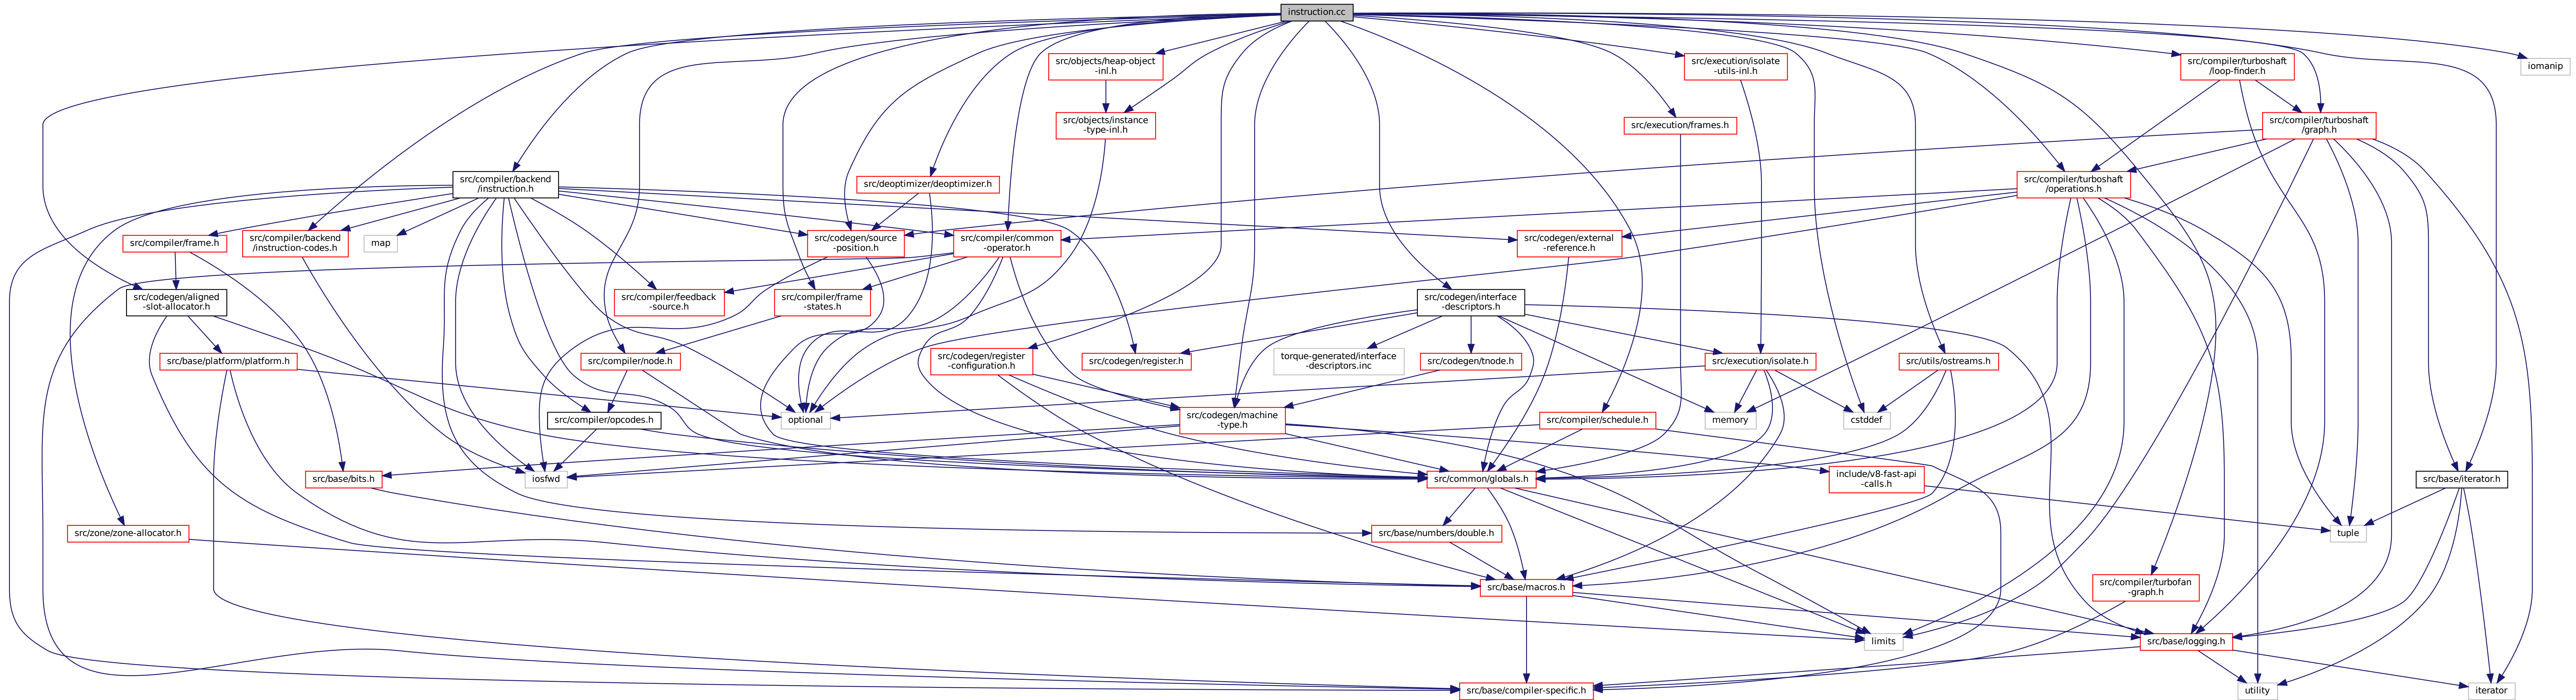 instruction.cc
src/objects/heap-object
-inl.h
src/execution/isolate
-utils-inl.h
src/compiler/turboshaft
/loop-finder.h
iomanip
src/objects/instance
-type-inl.h
src/execution/frames.h
src/compiler/turboshaft
/graph.h
src/compiler/backend
/instruction.h
src/deoptimizer/deoptimizer.h
src/compiler/turboshaft
/operations.h
src/compiler/frame.h
src/compiler/backend
/instruction-codes.h
map
src/codegen/source
-position.h
src/compiler/common
-operator.h
src/codegen/external
-reference.h
src/codegen/aligned
-slot-allocator.h
src/compiler/feedback
-source.h
src/compiler/frame
-states.h
src/codegen/interface
-descriptors.h
src/base/platform/platform.h
src/compiler/node.h
src/codegen/register
-configuration.h
src/codegen/register.h
torque-generated/interface
-descriptors.inc
src/codegen/tnode.h
src/execution/isolate.h
src/utils/ostreams.h
src/compiler/opcodes.h
optional
src/codegen/machine
-type.h
src/compiler/schedule.h
memory
cstddef
src/base/bits.h
iosfwd
src/common/globals.h
include/v8-fast-api
-calls.h
src/base/iterator.h
src/zone/zone-allocator.h
src/base/numbers/double.h
tuple
src/base/macros.h
src/compiler/turbofan
-graph.h
limits
src/base/logging.h
src/base/compiler-specific.h
utility
iterator